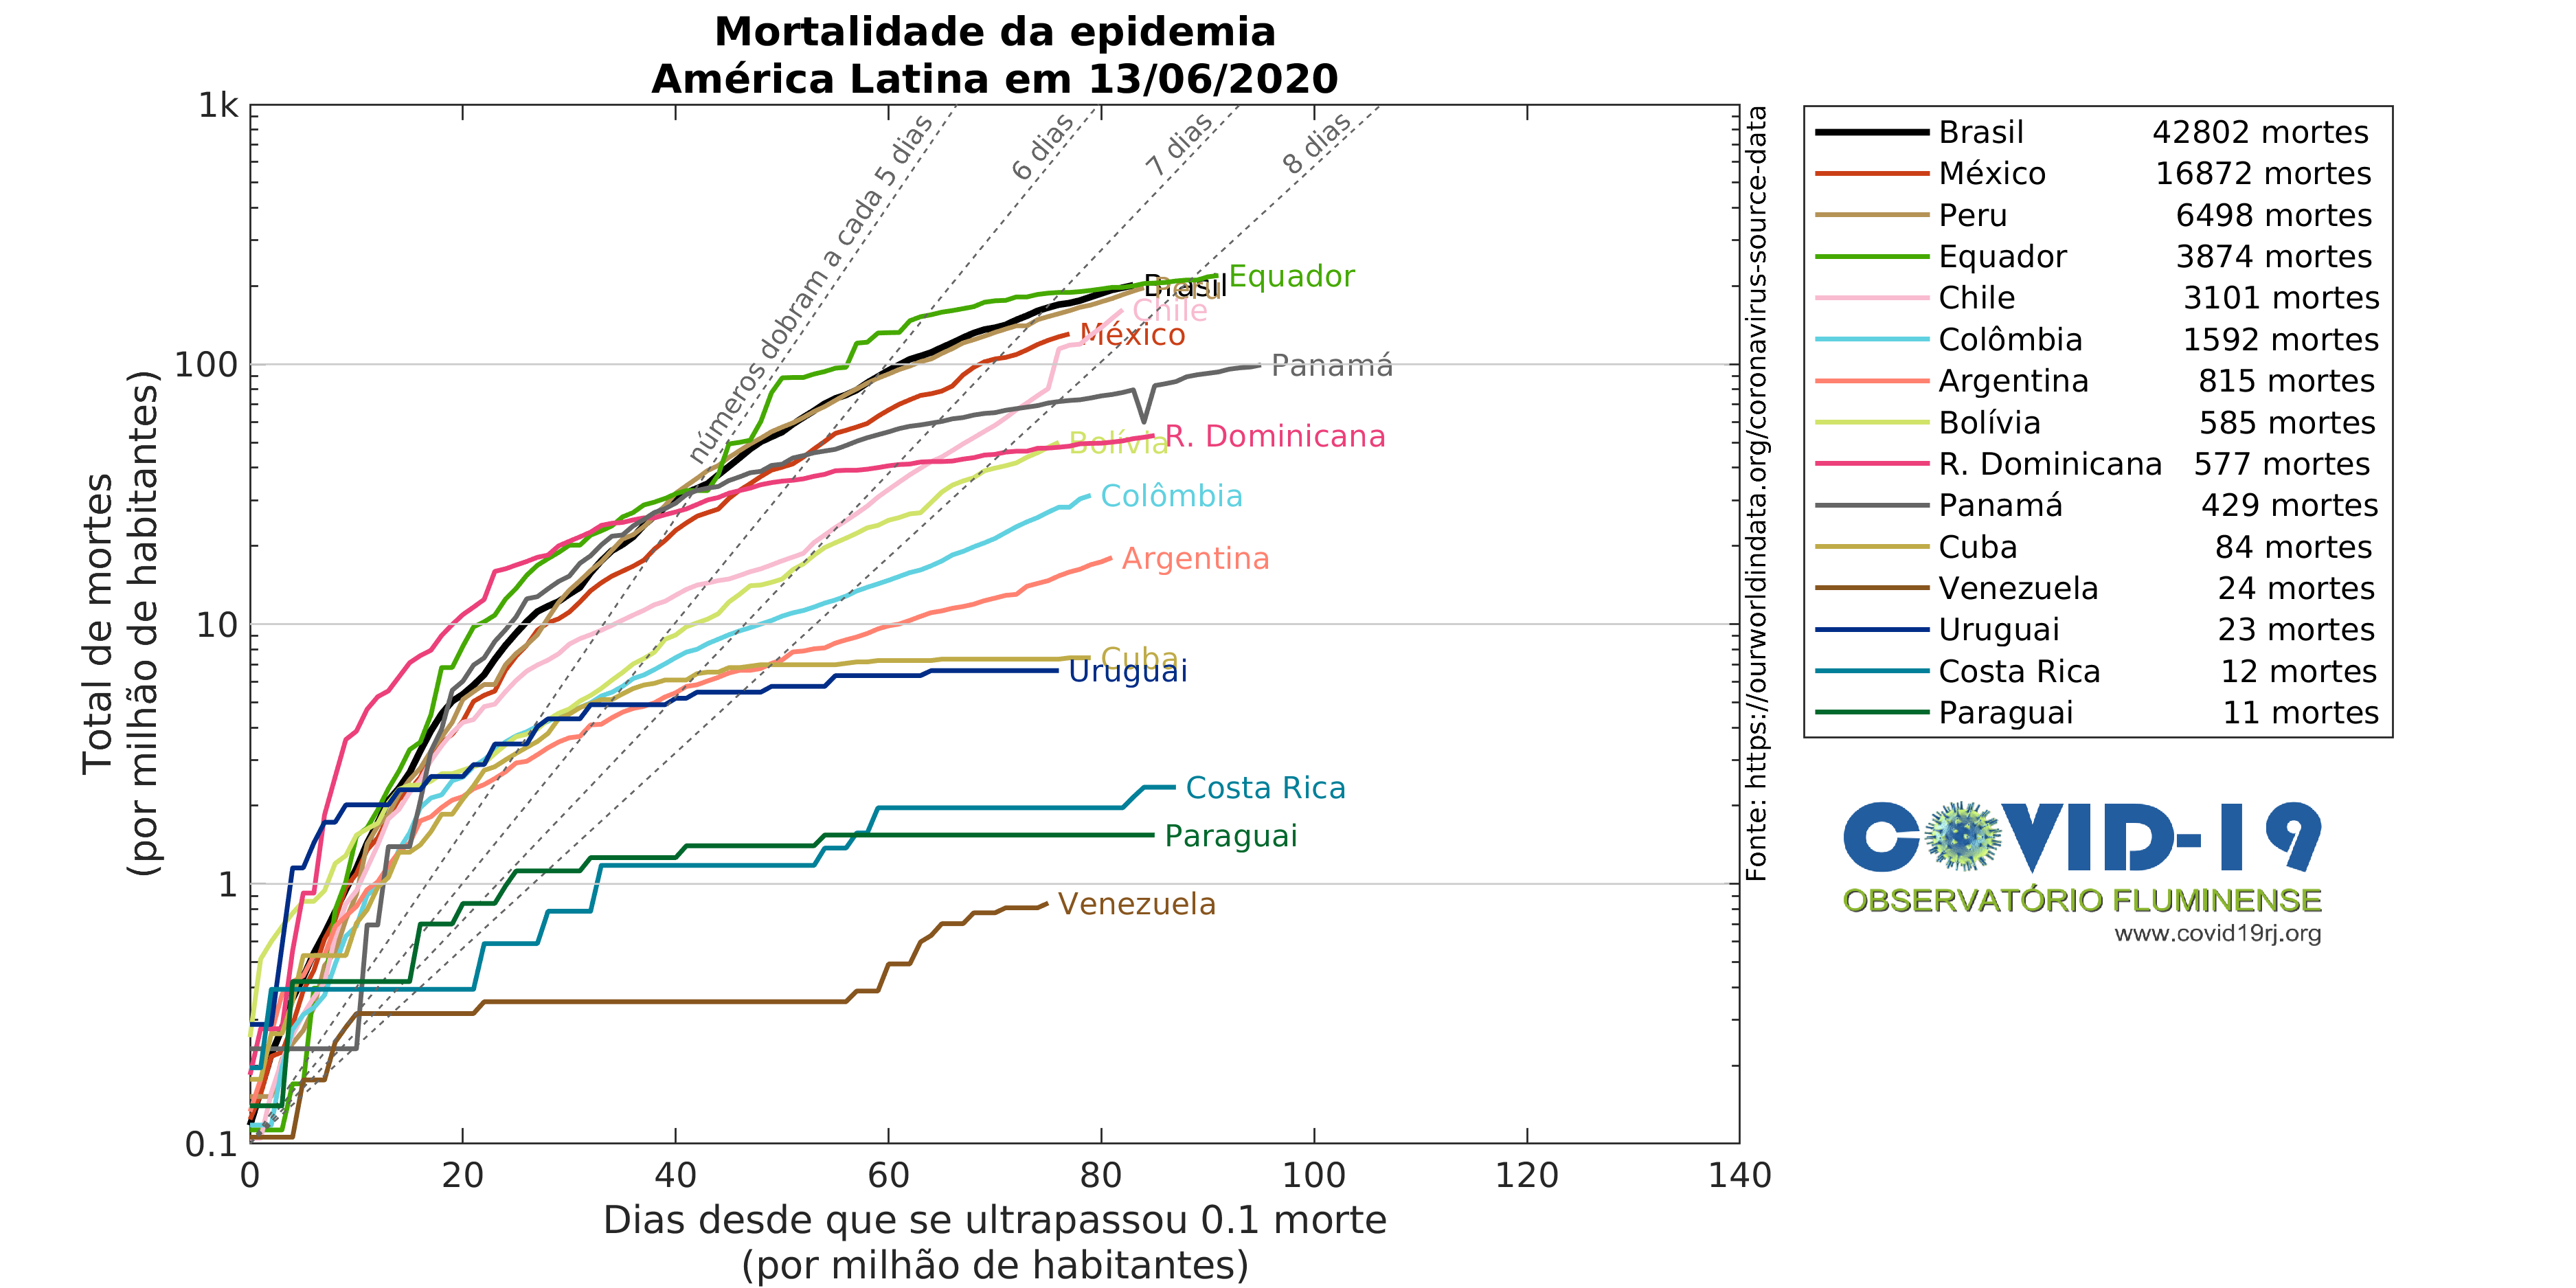 Mortalidade da epidemia
América Latina em 13/06/2020
Total de mortes
(por milhão de habitantes)
1k
100
10
1
0.1
0
20
40
60
80
100
120
140
Dias desde que se ultrapassou 0.1 morte
(por milhão de habitantes)
números dobram a cada 5 dias
6 dias
7 dias
8 dias
Equador
Brasil
Peru
Chile
México
Panamá
R. Dominicana
Bolívia
Colômbia
Argentina
Cuba
Uruguai
Costa Rica
Paraguai
Venezuela
Fonte: https://ourworldindata.org/coronavirus-source-data
Brasil 42802 mortes
México 16872 mortes
Peru 6498 mortes
Equador 3874 mortes
Chile 3101 mortes
Colômbia 1592 mortes
Argentina 815 mortes
Bolívia 585 mortes
R. Dominicana 577 mortes
Panamá 429 mortes
Cuba 84 mortes
Venezuela 24 mortes
Uruguai 23 mortes
Costa Rica 12 mortes
Paraguai 11 mortes
COVID-19
OBSERVATÓRIO FLUMINENSE
www.covid19rj.org